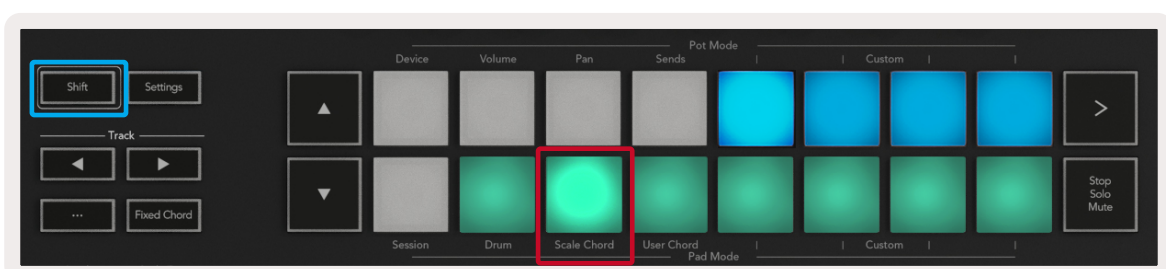 Pot Mode
Device Volume Pan Sends | | Custom | |
Shift Settings
Track
... Fixed Chord
Stop
Solo
Mute
Session Drum Scale Chord User Chord | | Custom | |
Pad Mode